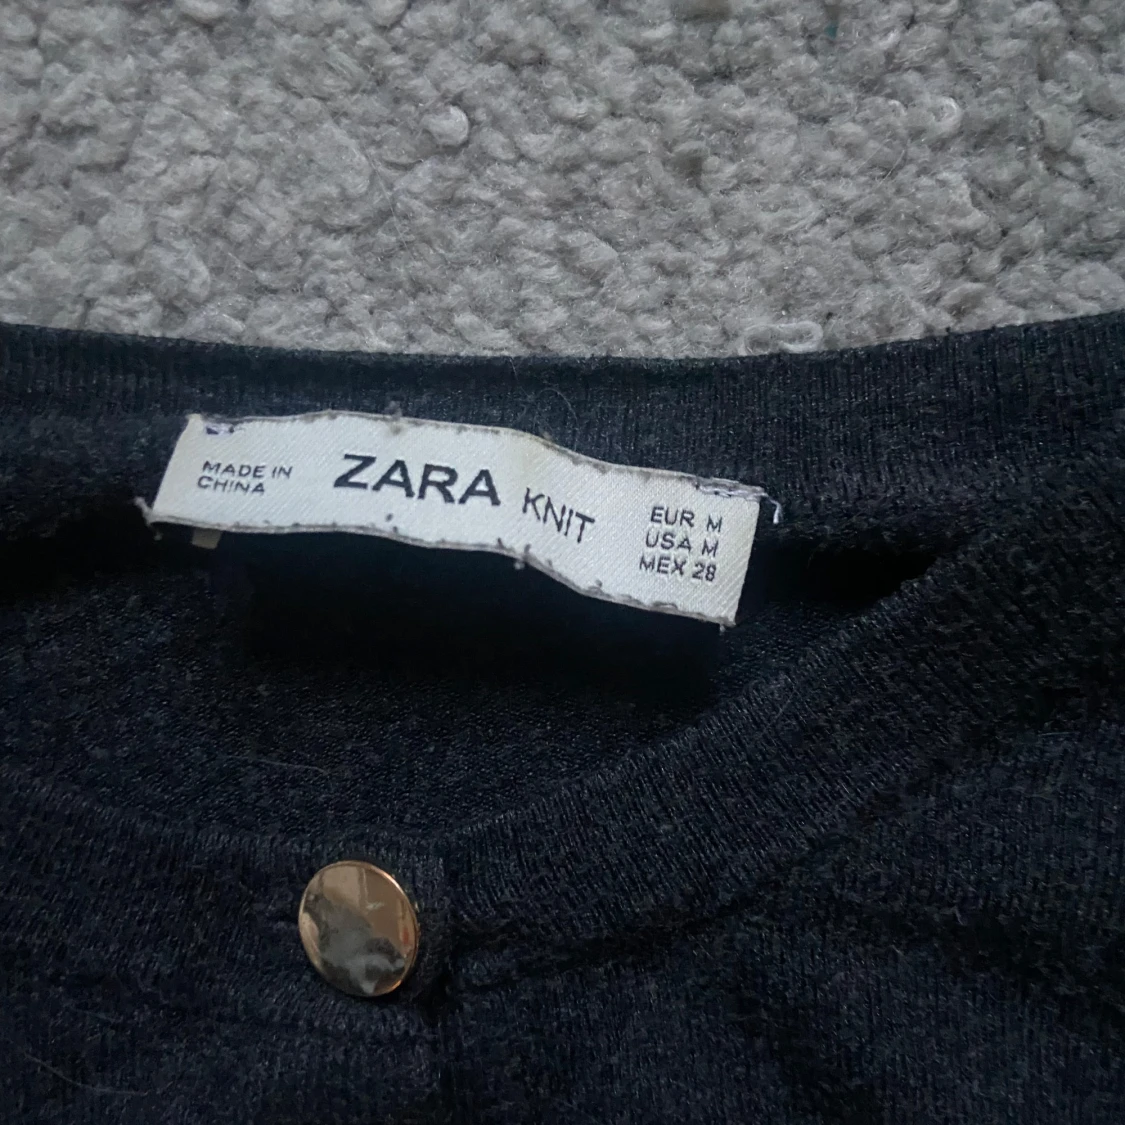 MADE IN
CHINA
ZARA KNIT
EUR M
USA M
MEX 28